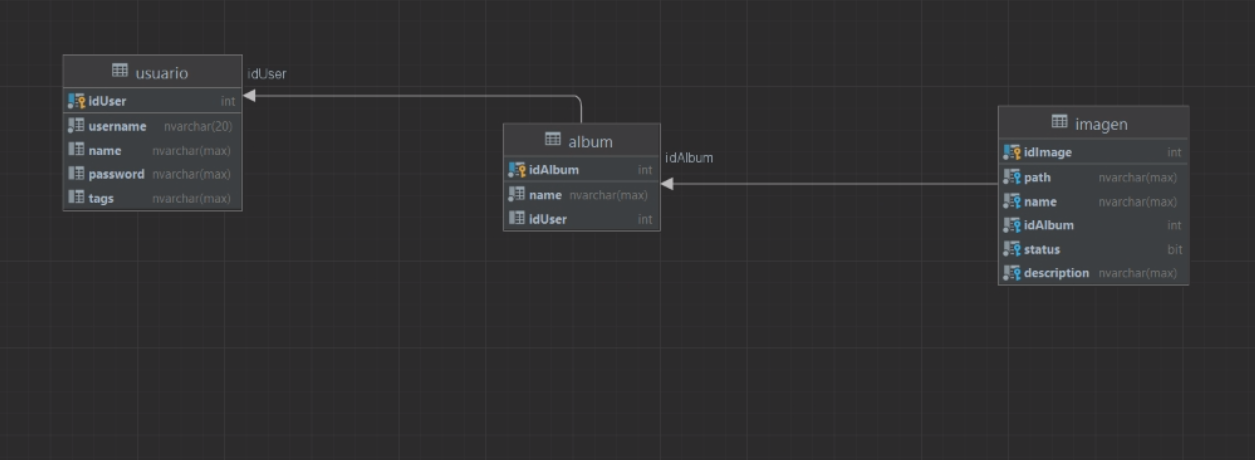 usuario
idUser int
username nvarchar(20)
name nvarchar(max)
password nvarchar(max)
tags nvarchar(max)
idUser
album
idAlbum int
name nvarchar(max)
idUser int
idAlbum
imagen
idImage int
path nvarchar(max)
name nvarchar(max)
idAlbum int
status bit
description nvarchar(max)